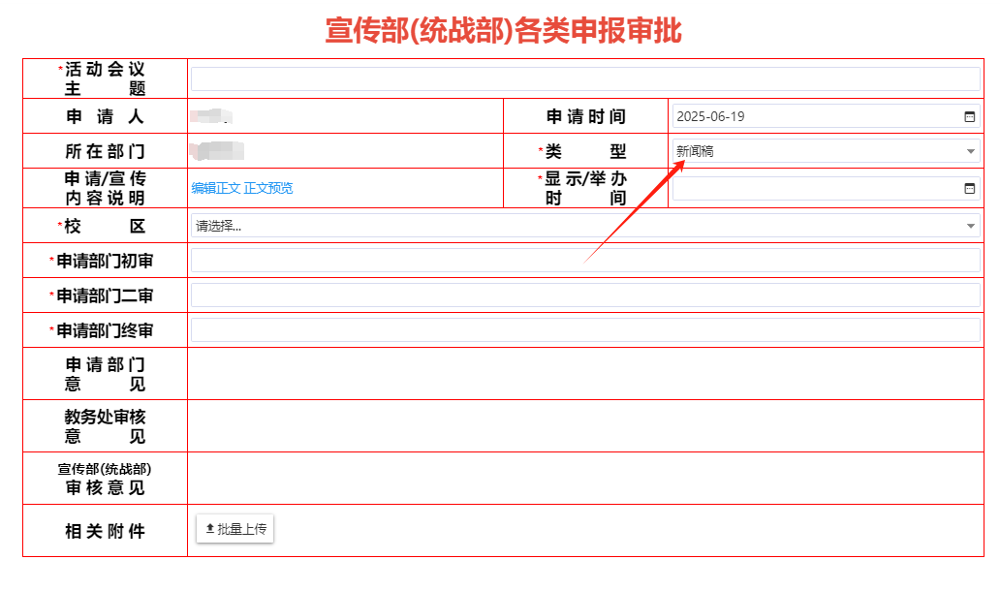 宣传部(统战部)各类申报审批
*活动会议
主题
申请人
申请时间 2025-06-19
所在部门
*类型 新闻稿
申请/宣传
内容说明
编辑正文 正文预览
*显示/举办
时间
*校区 请选择...
*申请部门初审
*申请部门二审
*申请部门终审
申请部门
意见
教务处审核
意见
宣传部(统战部)
审核意见
相关附件 批量上传